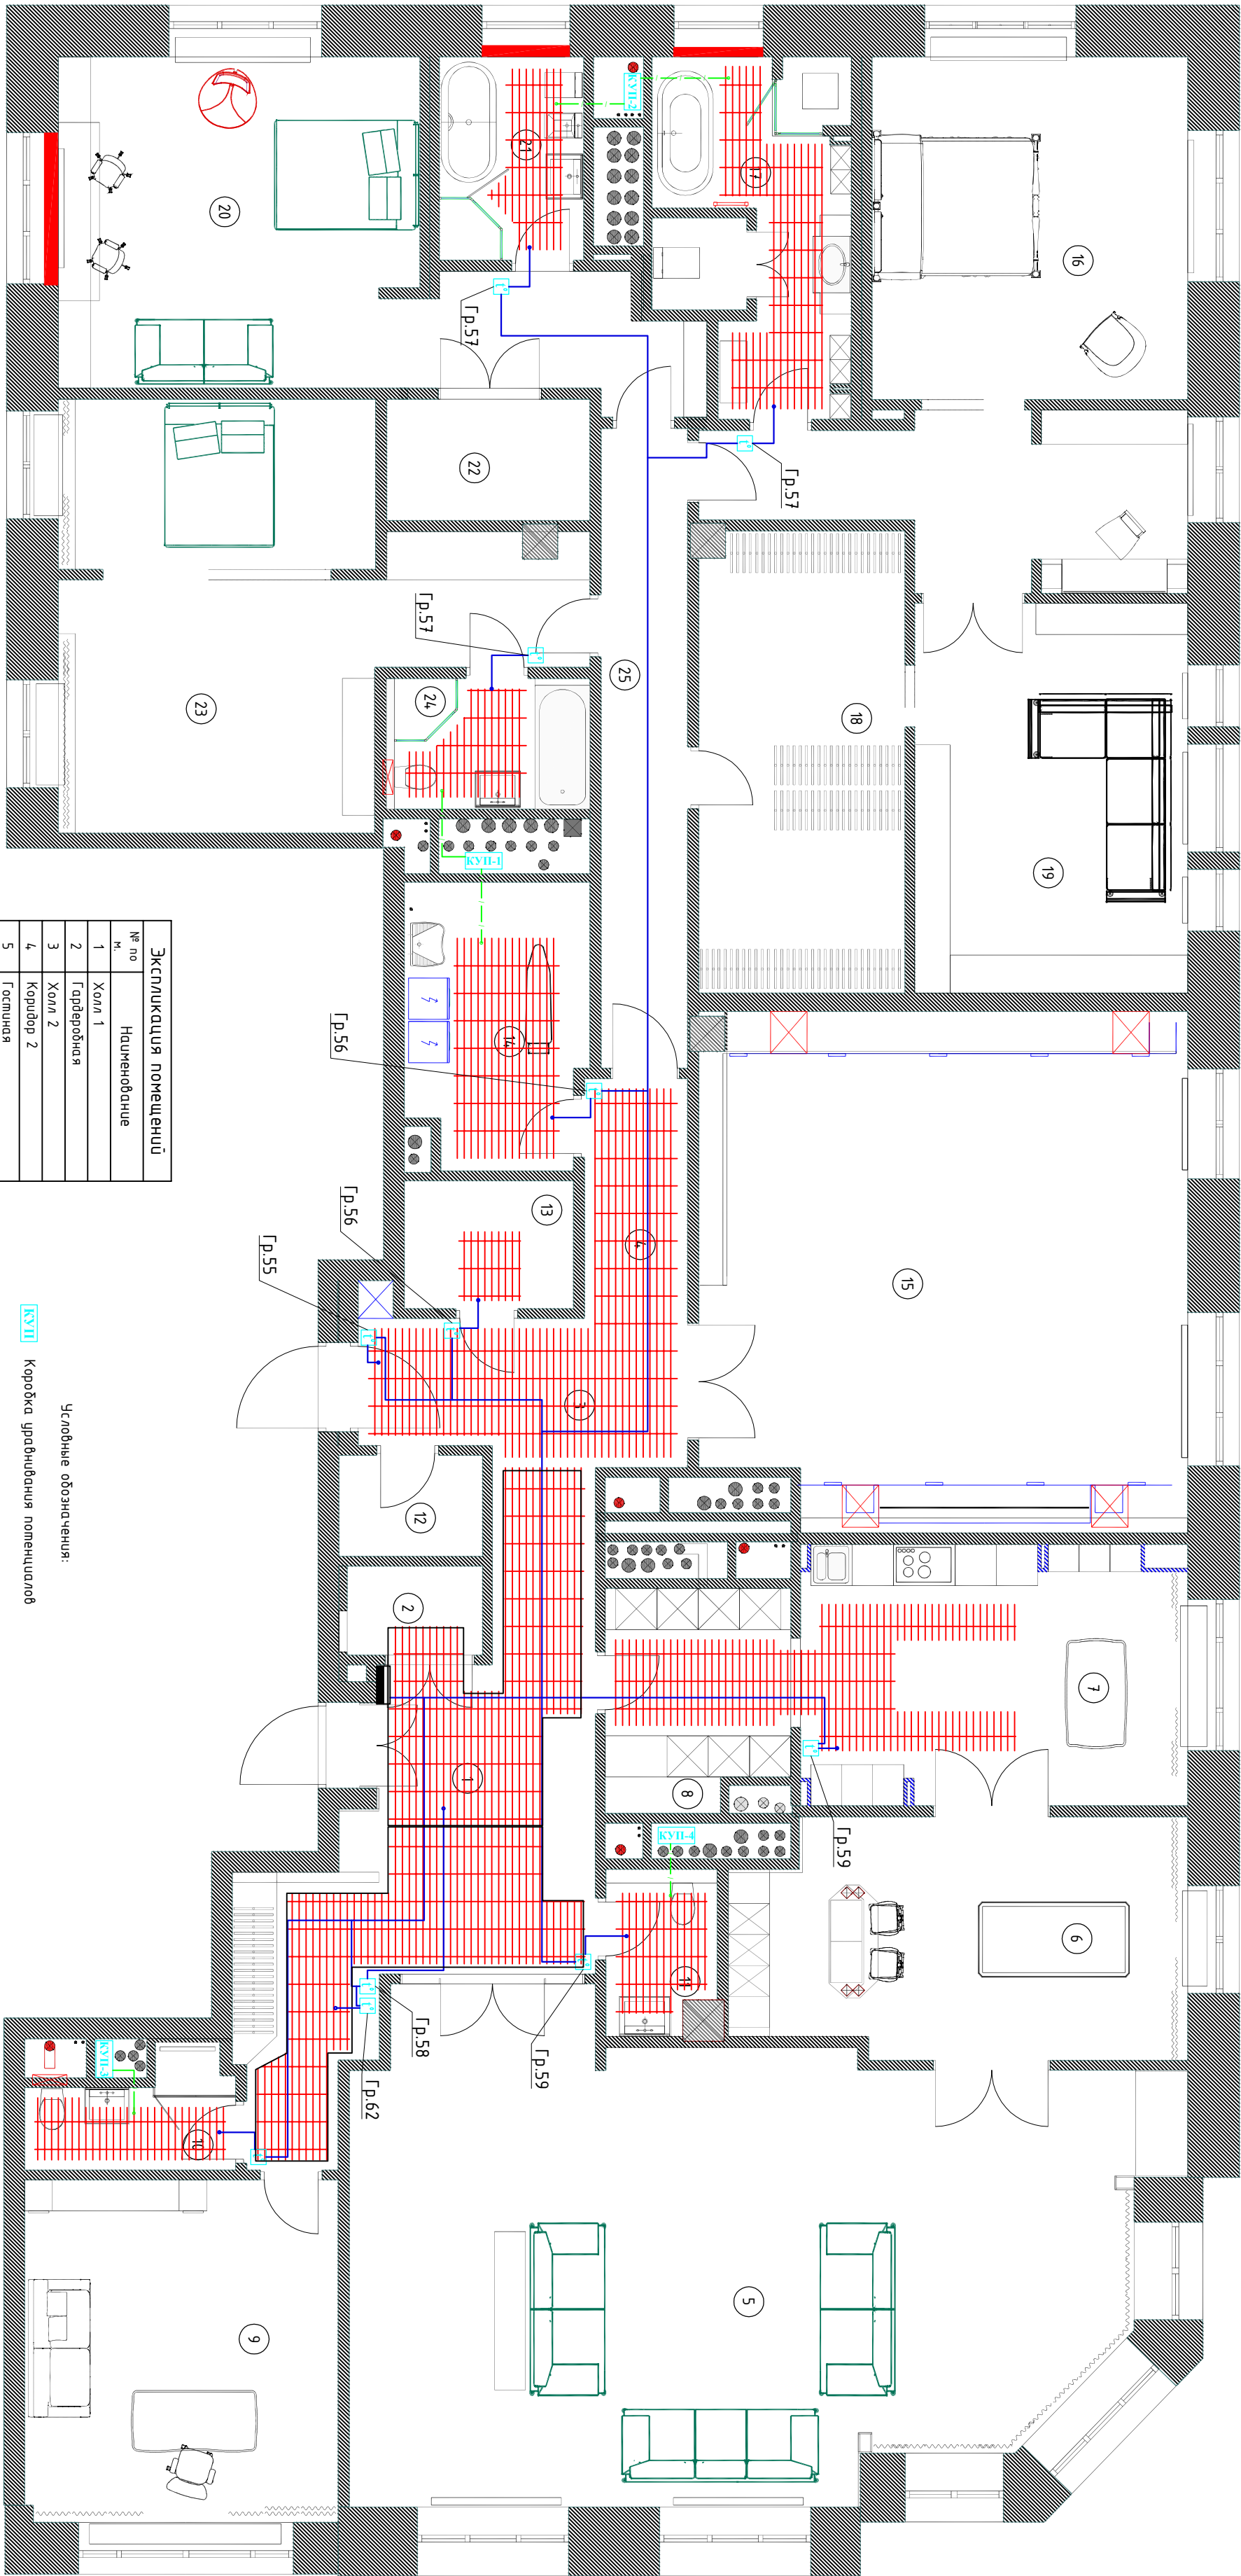 20
21
КУП-2
17
16
t°
Гр.57
22
t°
Гр.57
Гр.57
t°
25
23
24
18
19
КУП-1
14
Гр.56
t°
13
4
15
Гр.56
Гр.55
t°
t°
3
12
2
7
1
8
t°
Гр.59
КУП-4
6
11
t°
t°
t°
Гр.58
Гр.59
Гр.62
КУП-3
10
5
9
Экспликация помещений
№ по м.
Наименование
1 Холл 1
2 Гардеробная
3 Холл 2
4 Коридор 2
5 Гостиная
Условные обозначения:
КУП Коробка уравнивания потенциалов